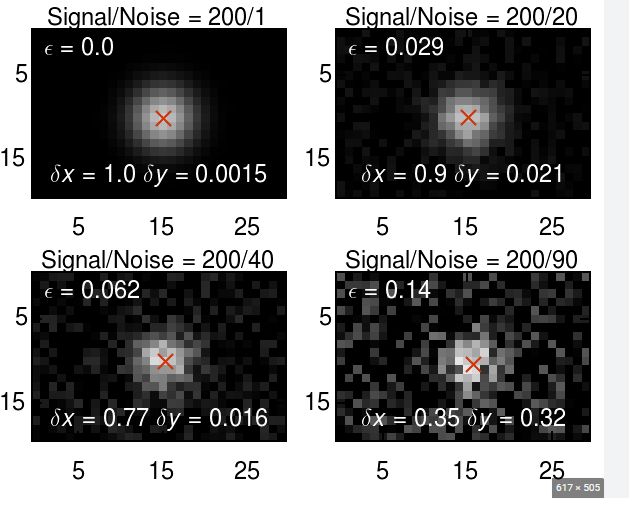 Signal/Noise = 200/1
ϵ = 0.0
5
15
δx = 1.0 δy = 0.0015
5 15 25
Signal/Noise = 200/20
ϵ = 0.029
5
15
δx = 0.9 δy = 0.021
5 15 25
Signal/Noise = 200/40
ϵ = 0.062
5
15
δx = 0.77 δy = 0.016
5 15 25
Signal/Noise = 200/90
ϵ = 0.14
5
15
δx = 0.35 δy = 0.32
5 15 25
617 × 505